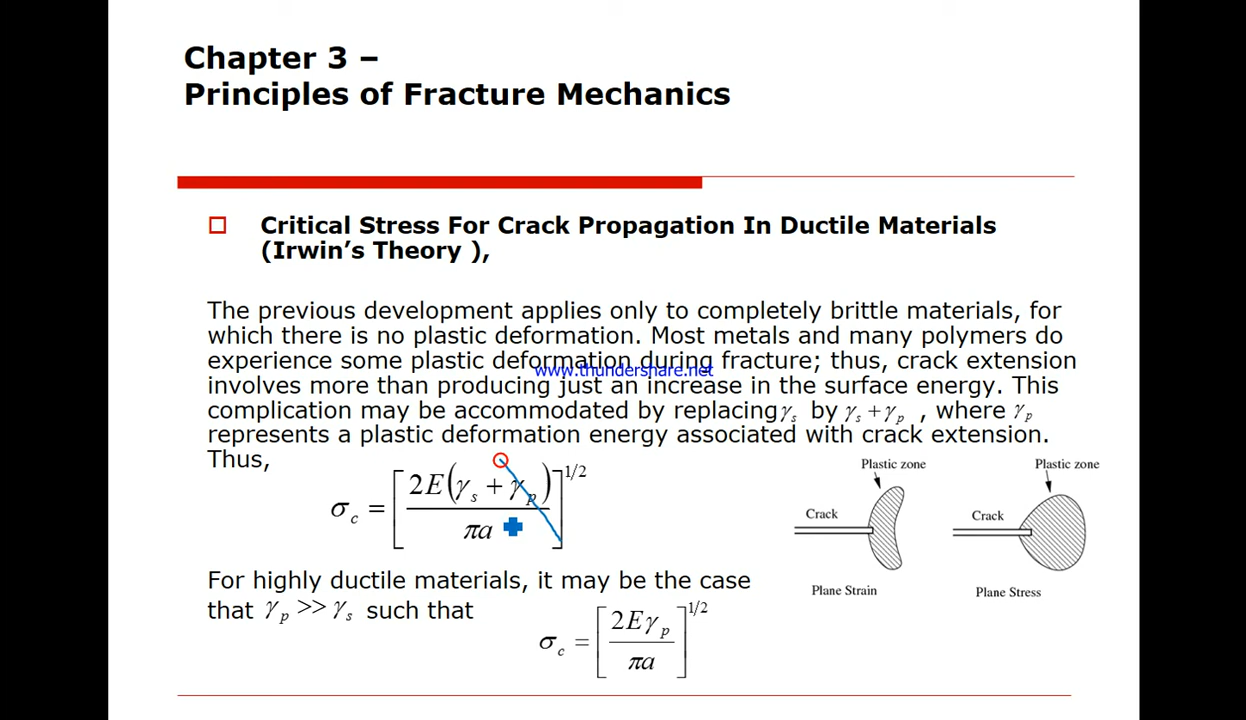 Chapter 3 –
Principles of Fracture Mechanics
Critical Stress For Crack Propagation In Ductile Materials
(Irwin’s Theory ),
The previous development applies only to completely brittle materials, for
which there is no plastic deformation. Most metals and many polymers do
experience some plastic deformation during fracture; thus, crack extension
www.thundershare.net
involves more than producing just an increase in the surface energy. This
complication may be accommodated by replacing γs by γs + γp , where γp
represents a plastic deformation energy associated with crack extension.
Thus,
σc = [2E(γs + γp) / πa]^1/2
Plastic zone
Plastic zone
Crack
Crack
Plane Strain
Plane Stress
For highly ductile materials, it may be the case
that γp >> γs such that
σc = [2Eγp / πa]^1/2